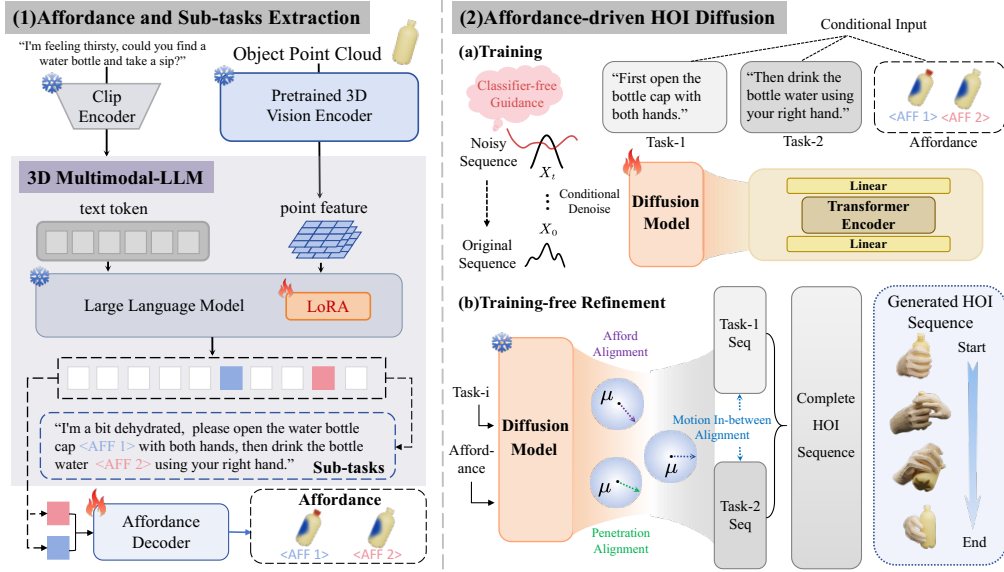 (1)Affordance and Sub-tasks Extraction
“I'm feeling thirsty, could you find a
water bottle and take a sip?”
Object Point Cloud
Clip
Encoder
Pretrained 3D
Vision Encoder
3D Multimodal-LLM
text token
point feature
Large Language Model
LoRA
“I'm a bit dehydrated, please open the water bottle
cap <AFF 1> with both hands, then drink the bottle
water <AFF 2> using your right hand.”
Sub-tasks
Affordance
Decoder
Affordance
<AFF 1>
<AFF 2>
(2)Affordance-driven HOI Diffusion
(a)Training
Conditional Input
Classifier-free
Guidance
“First open the
bottle cap with
both hands.”
Task-1
“Then drink the
bottle water using
your right hand.”
Task-2
<AFF 1> <AFF 2>
Affordance
Noisy
Sequence
Xt
Conditional
Denoise
X0
Original
Sequence
Diffusion
Model
Linear
Transformer
Encoder
Linear
(b)Training-free Refinement
Task-i
Afford-
ance
Diffusion
Model
Afford
Alignment
μ
μ
μ
Motion In-between
Alignment
Penetration
Alignment
Task-1
Seq
Task-2
Seq
Complete
HOI
Sequence
Generated HOI
Sequence
Start
End